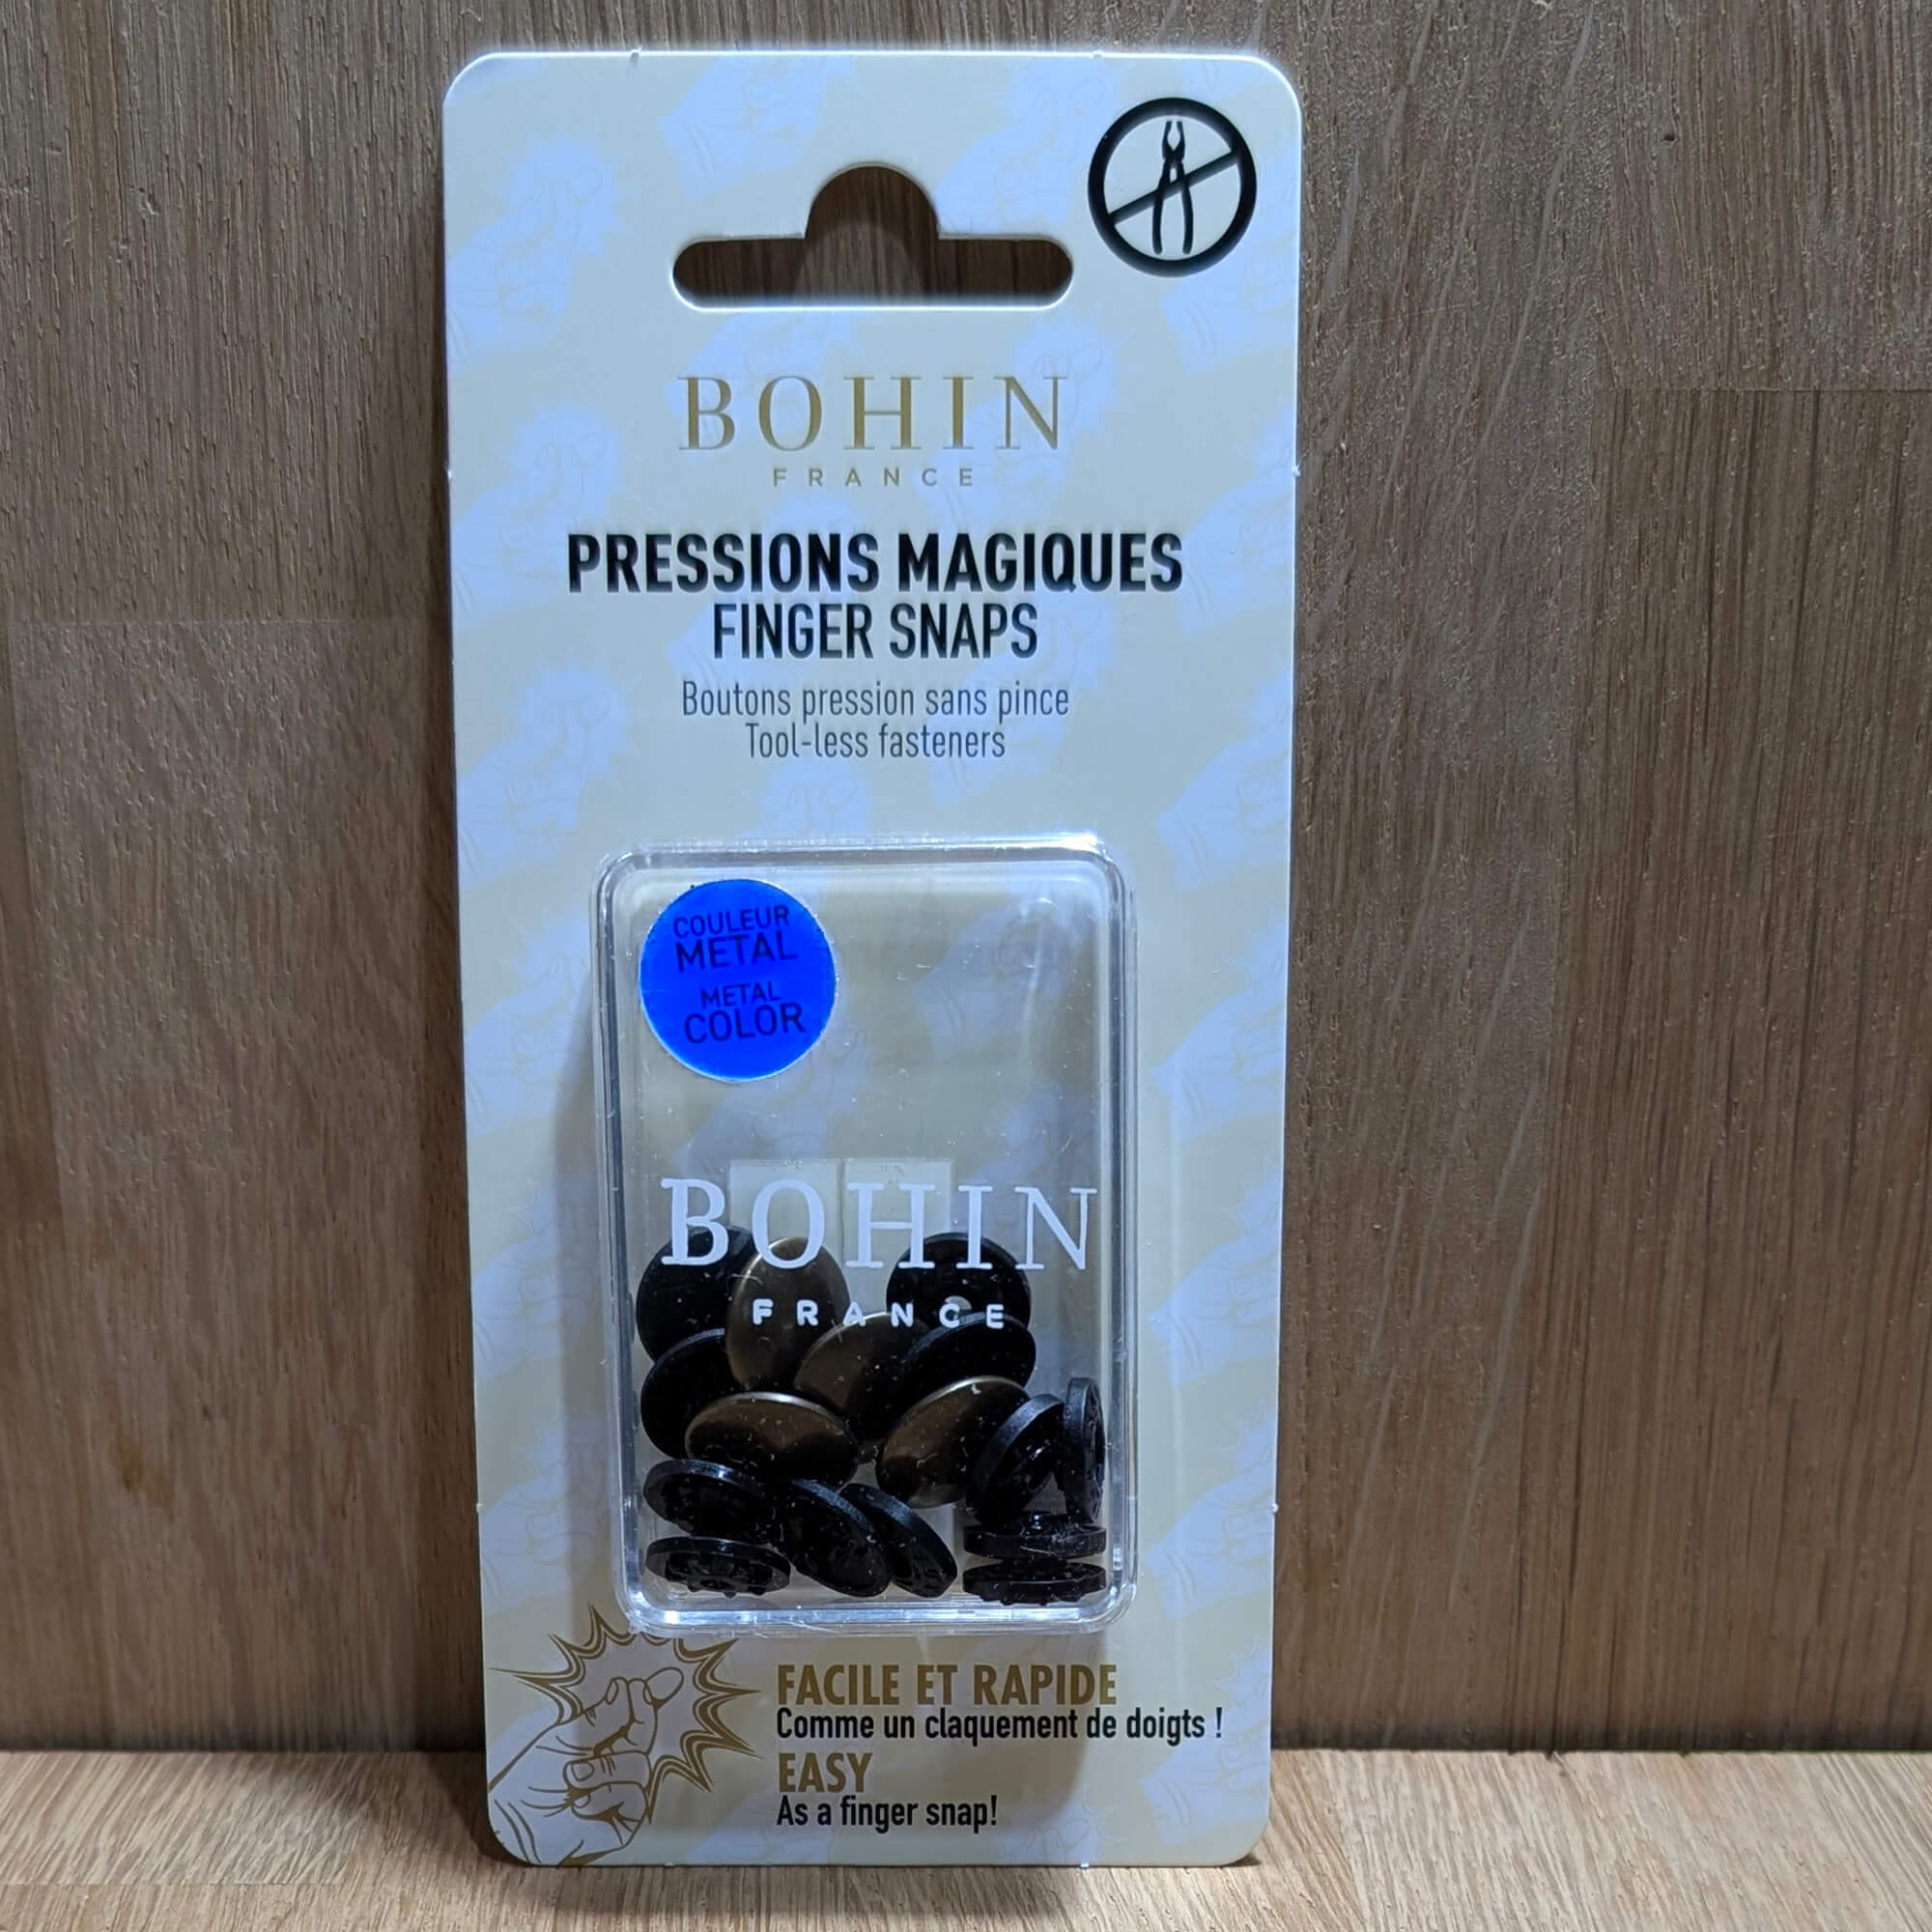 BOHIN
FRANCE
PRESSIONS MAGIQUES
FINGER SNAPS
Boutons pression sans pince
Tool-less fasteners
COULEUR
METAL
METAL
COLOR
BOHIN
FRANCE
FACILE ET RAPIDE
Comme un claquement de doigts !
EASY
As a finger snap!